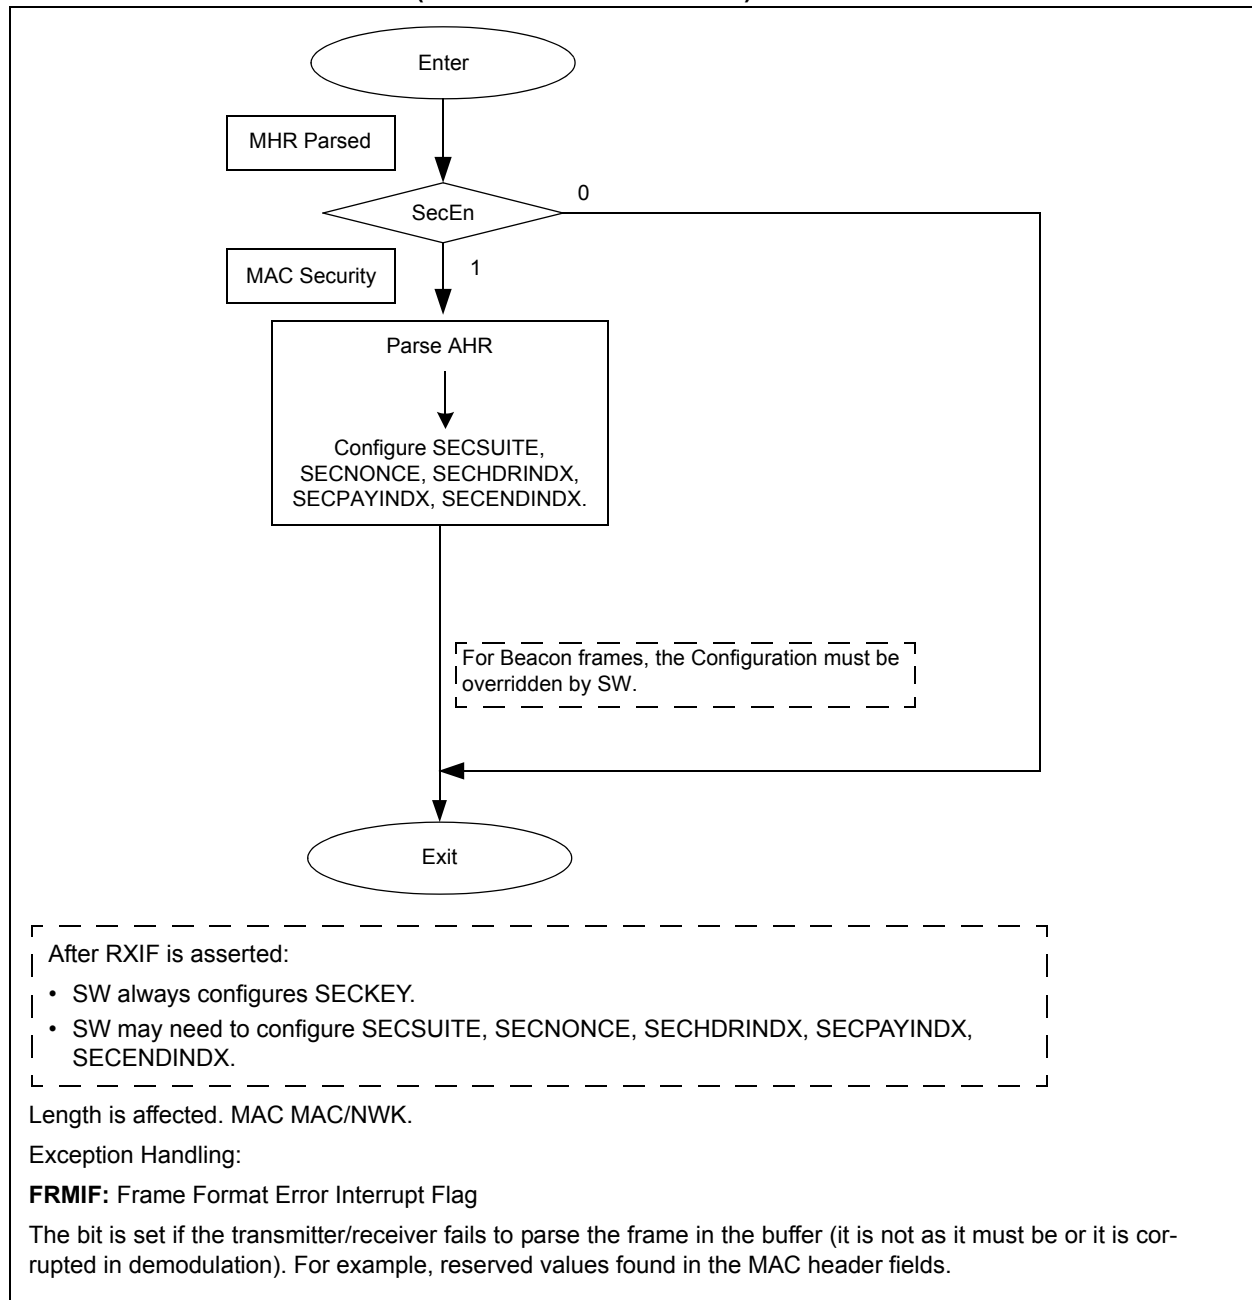 Enter
MHR Parsed
0
SecEn
MAC Security
1
Parse AHR
Configure SECSUITE,
SECNONCE, SECHDRINDX,
SECPAYINDX, SECENDINDX.
For Beacon frames, the Configuration must be
overridden by SW.
Exit
After RXIF is asserted:
• SW always configures SECKEY.
• SW may need to configure SECSUITE, SECNONCE, SECHDRINDX, SECPAYINDX,
SECENDINDX.
Length is affected. MAC MAC/NWK.
Exception Handling:
FRMIF: Frame Format Error Interrupt Flag
The bit is set if the transmitter/receiver fails to parse the frame in the buffer (it is not as it must be or it is cor-
rupted in demodulation). For example, reserved values found in the MAC header fields.